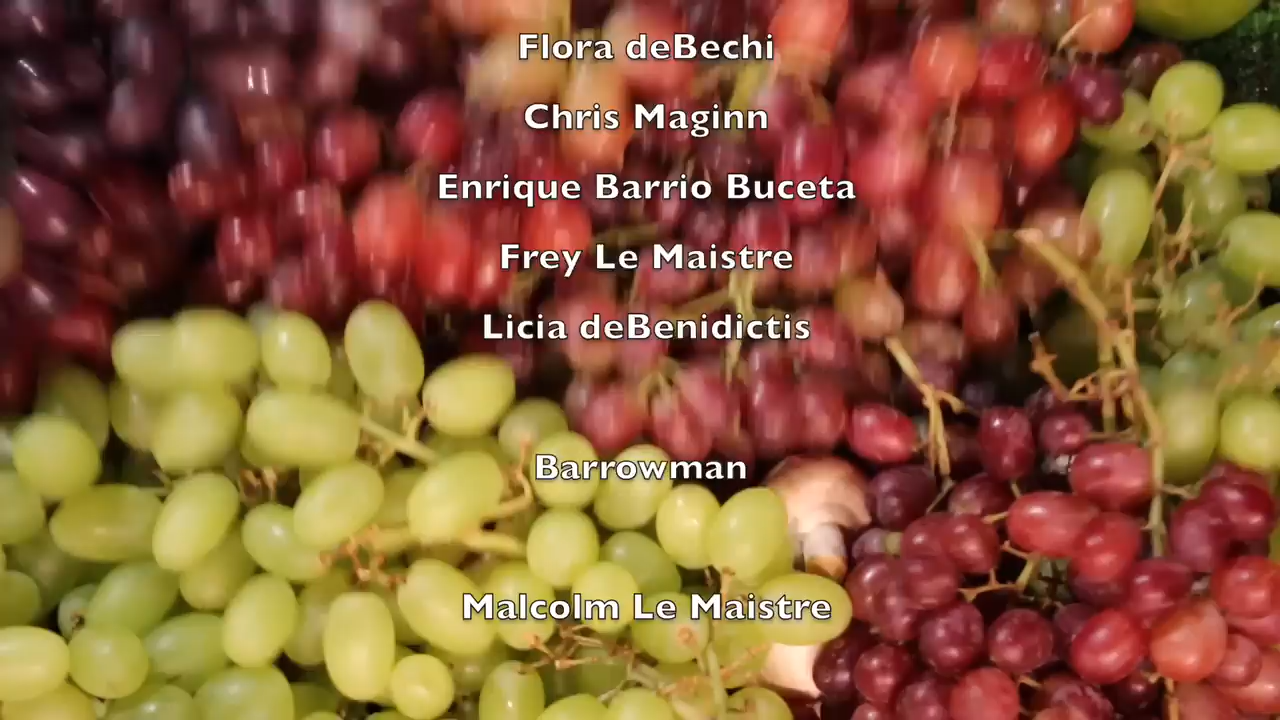 Flora deBechi
Chris Maginn
Enrique Barrio Buceta
Frey Le Maistre
Licia deBenidictis
Barrowman
Malcolm Le Maistre